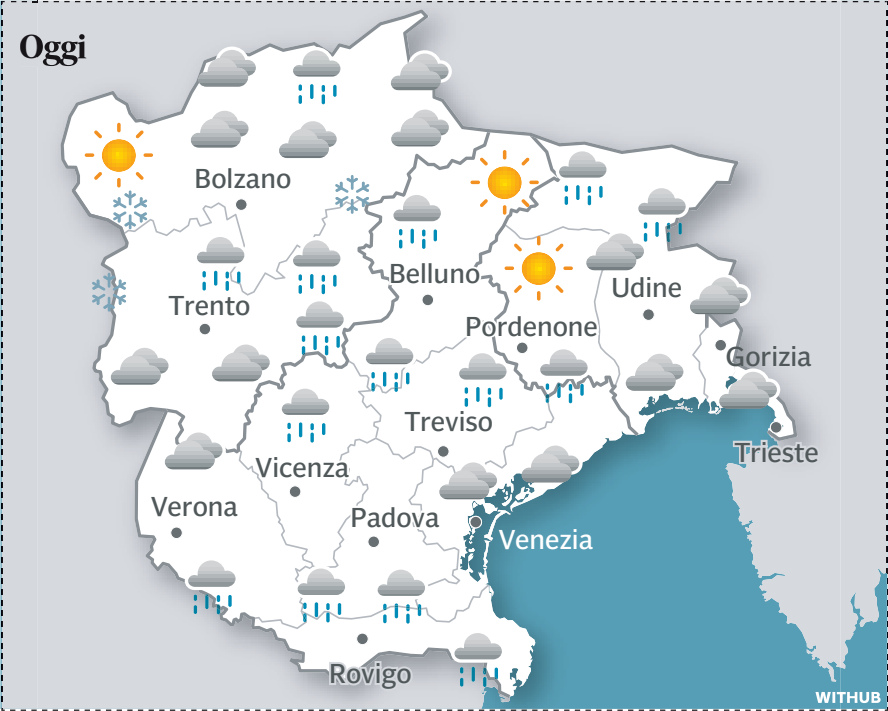 Oggi
Bolzano
Belluno
Trento
Udine
Pordenone
Gorizia
Treviso
Trieste
Vicenza
Verona
Padova
Venezia
Rovigo
WITHUB